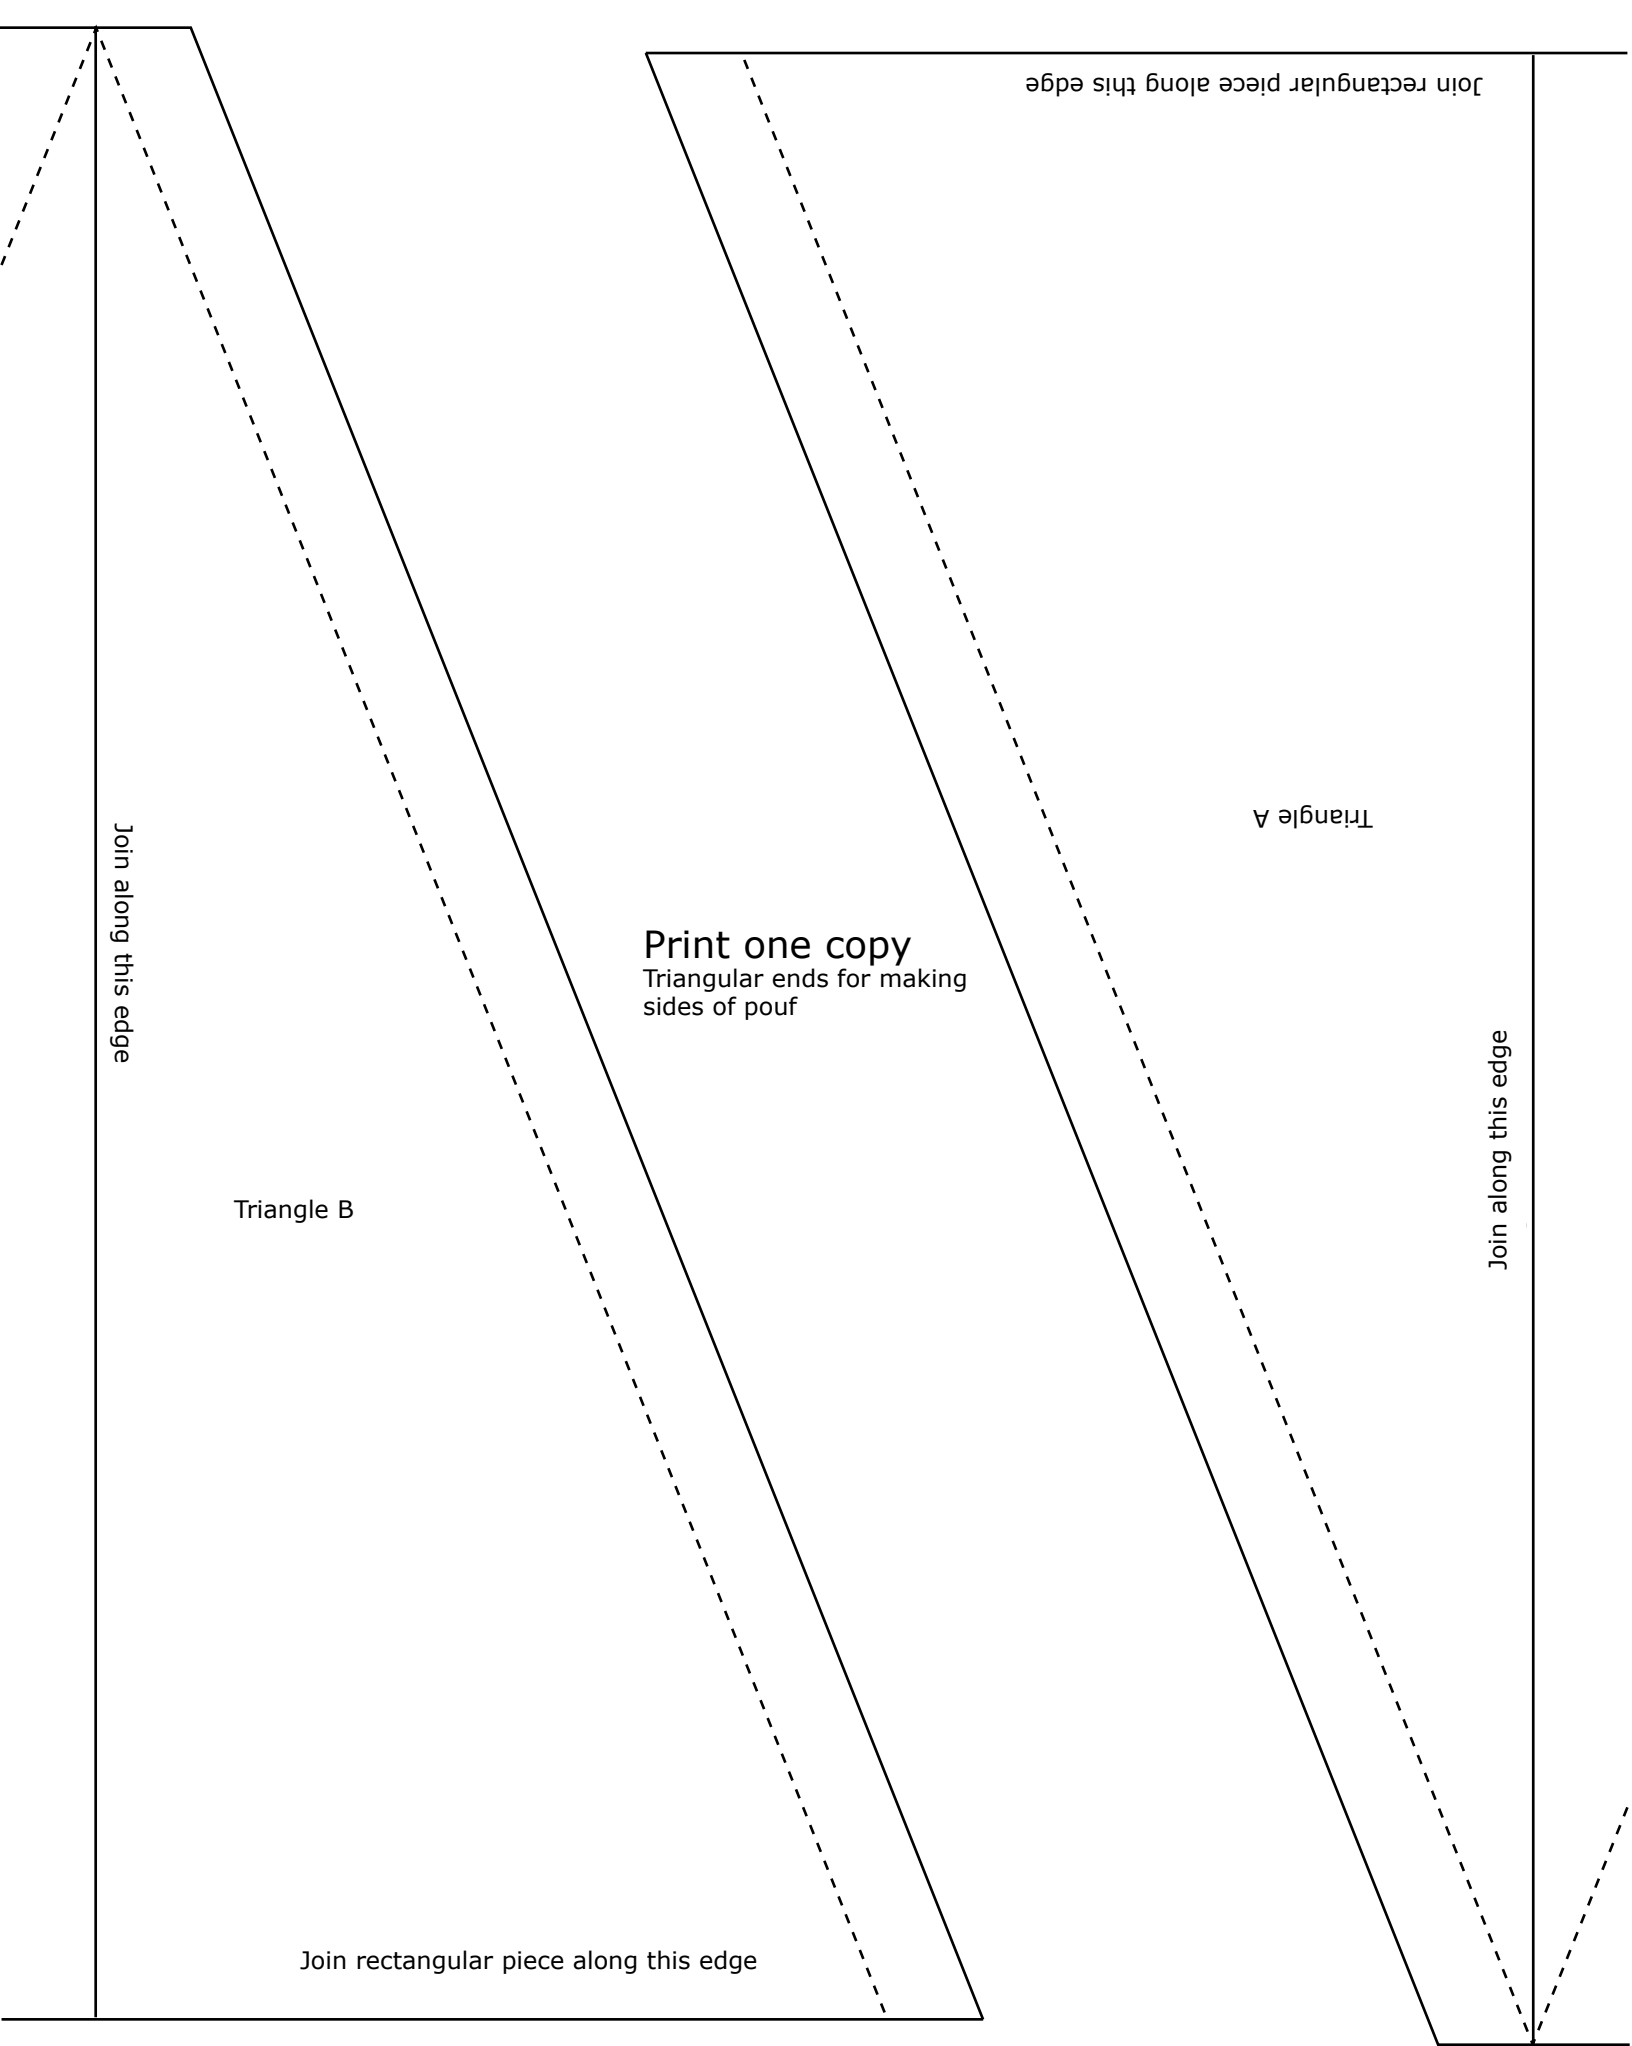 Join rectangular piece along this edge
Triangle A
Join along this edge
Print one copy
Triangular ends for making
sides of pouf
Join along this edge
Triangle B
Join rectangular piece along this edge